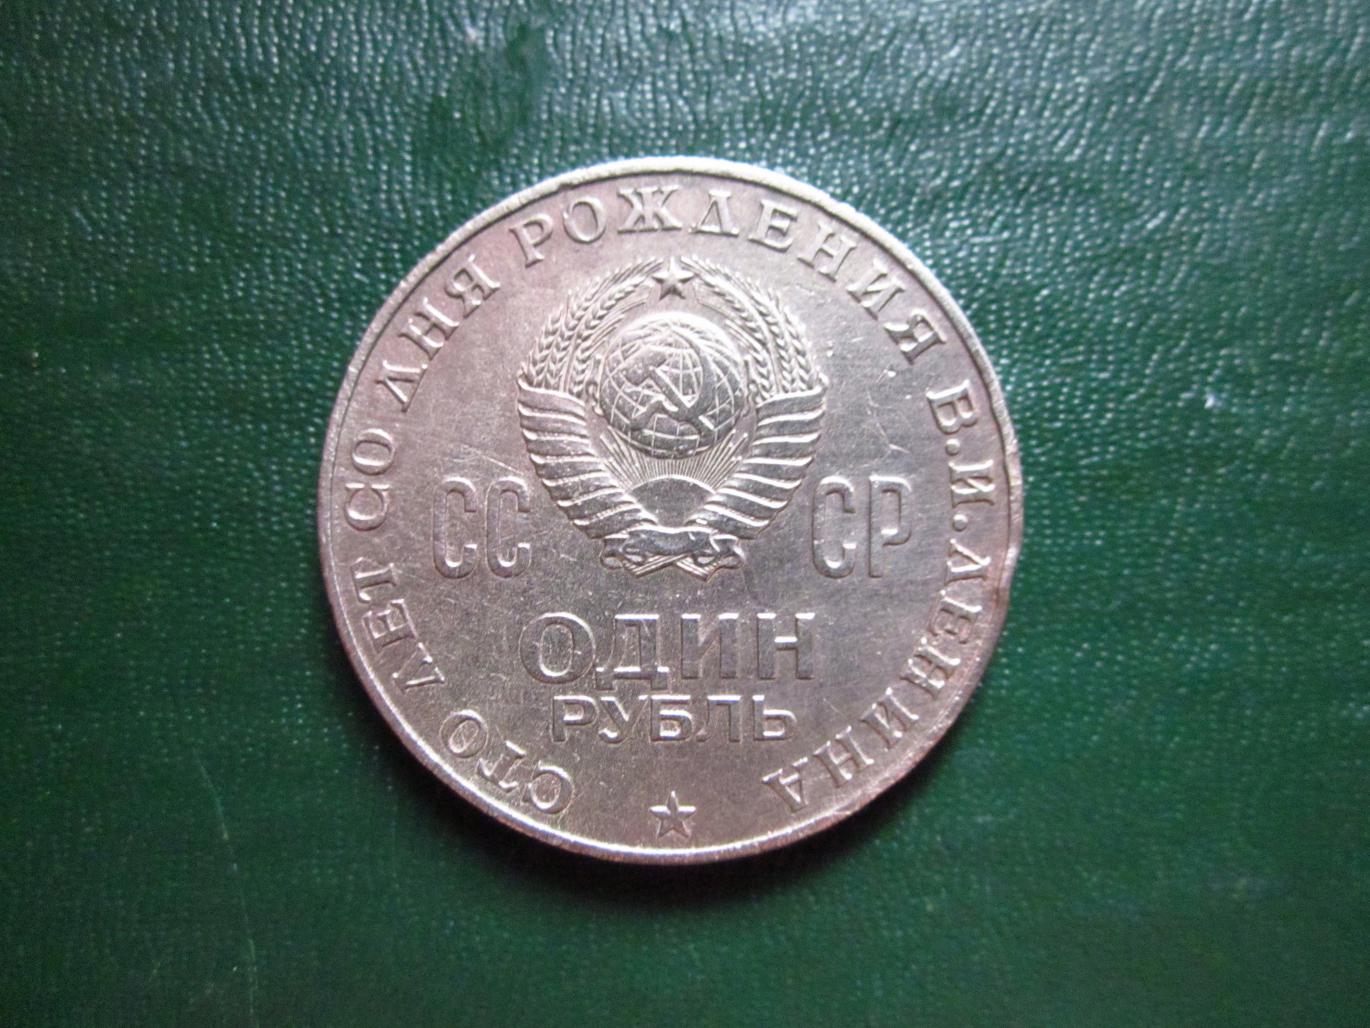 СТО ЛЕТ СО ДНЯ РОЖДЕНИЯ В.И.ЛЕНИНА
СС СР
ОДИН
РУБЛЬ